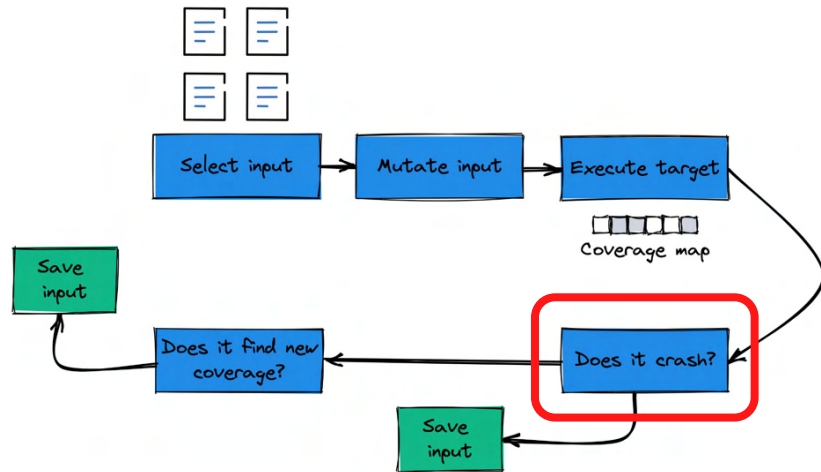 Select input
Mutate input
Execute target
Coverage map
Save
input
Does it find new
coverage?
Does it crash?
Save
input